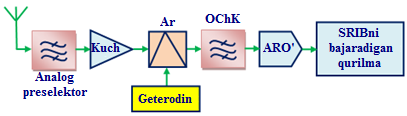 Analog
preselektor
Kuch
Ar
Geterodin
OChK
ARO'
SRIBni
bajaradigan
qurilma